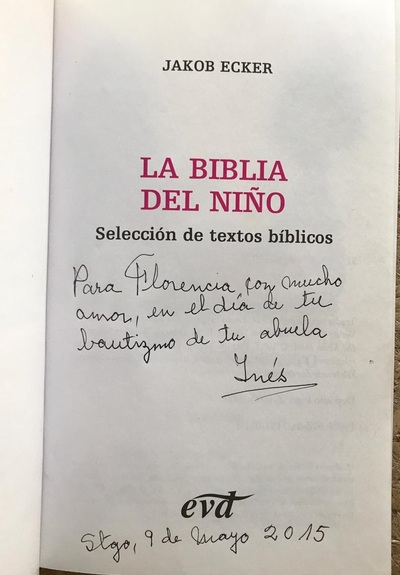 JAKOB ECKER
LA BIBLIA
DEL NIÑO
Selección de textos bíblicos
Para Florencia con mucho
amor, en el día de tu
bautizmo de tu abuela
Inés
evd
Stgo, 9 de Mayo 2015